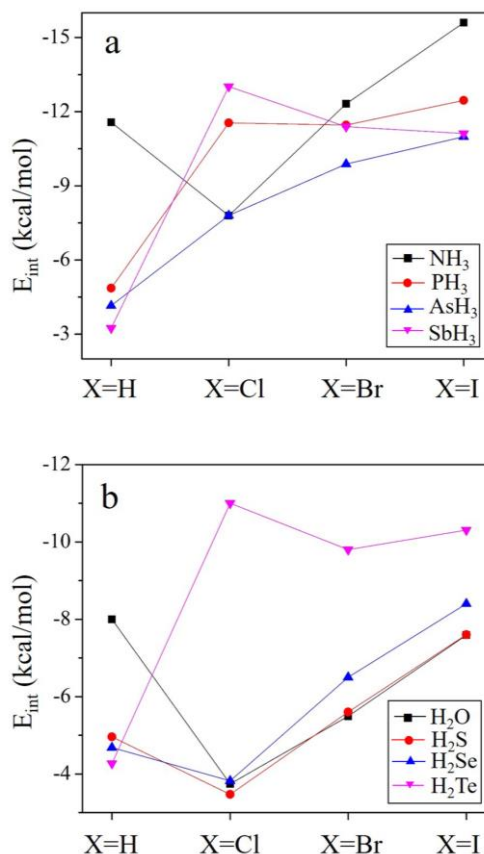 a
-15
-12
-9
-6
-3
E_int (kcal/mol)
NH₃
PH₃
AsH₃
SbH₃
X=H X=Cl X=Br X=I
b
-12
-10
-8
-6
-4
E_int (kcal/mol)
H₂O
H₂S
H₂Se
H₂Te
X=H X=Cl X=Br X=I